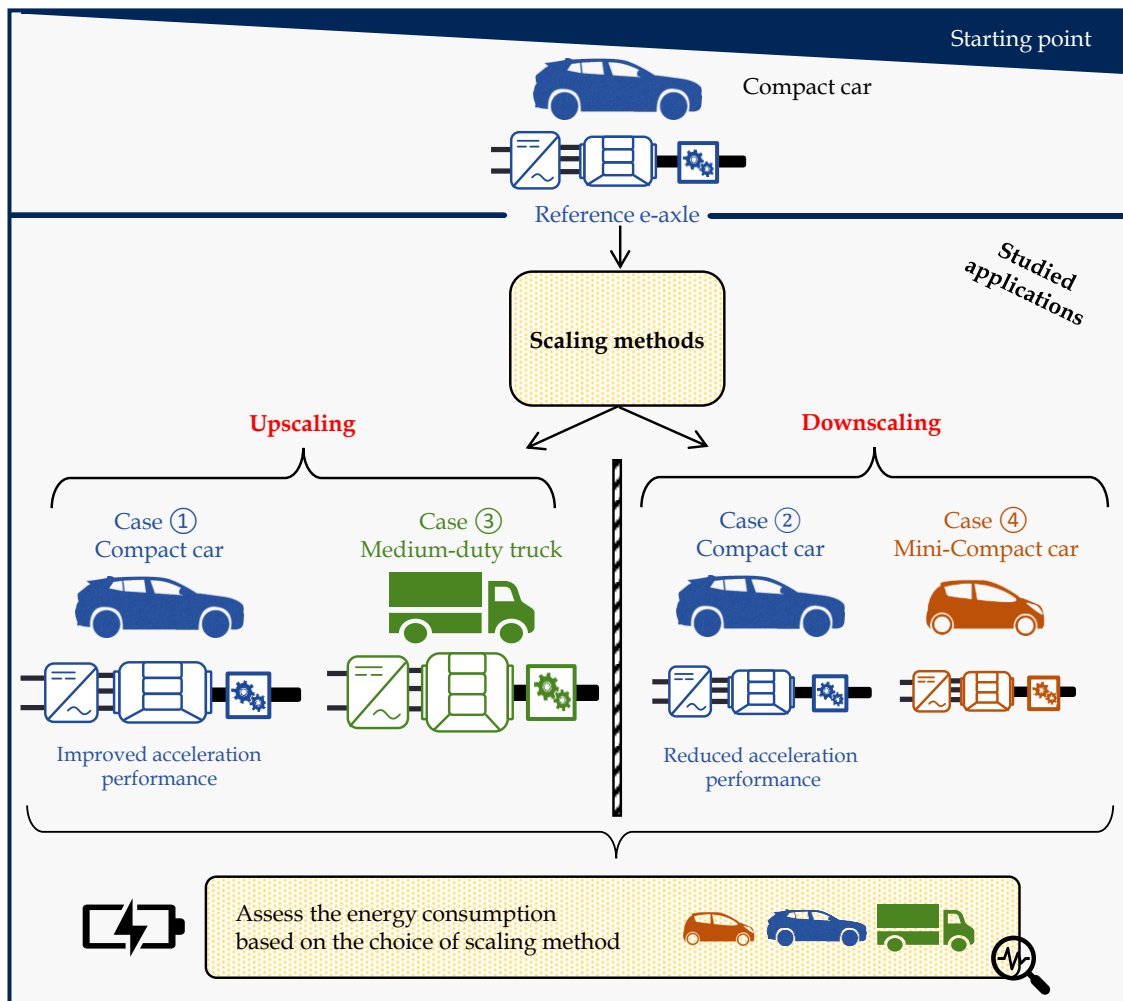 Starting point
Compact car
Reference e-axle
Studied
applications
Scaling methods
Upscaling
Downscaling
Case ①
Compact car
Case ③
Medium-duty truck
Case ②
Compact car
Case ④
Mini-Compact car
Improved acceleration
performance
Reduced acceleration
performance
Assess the energy consumption
based on the choice of scaling method